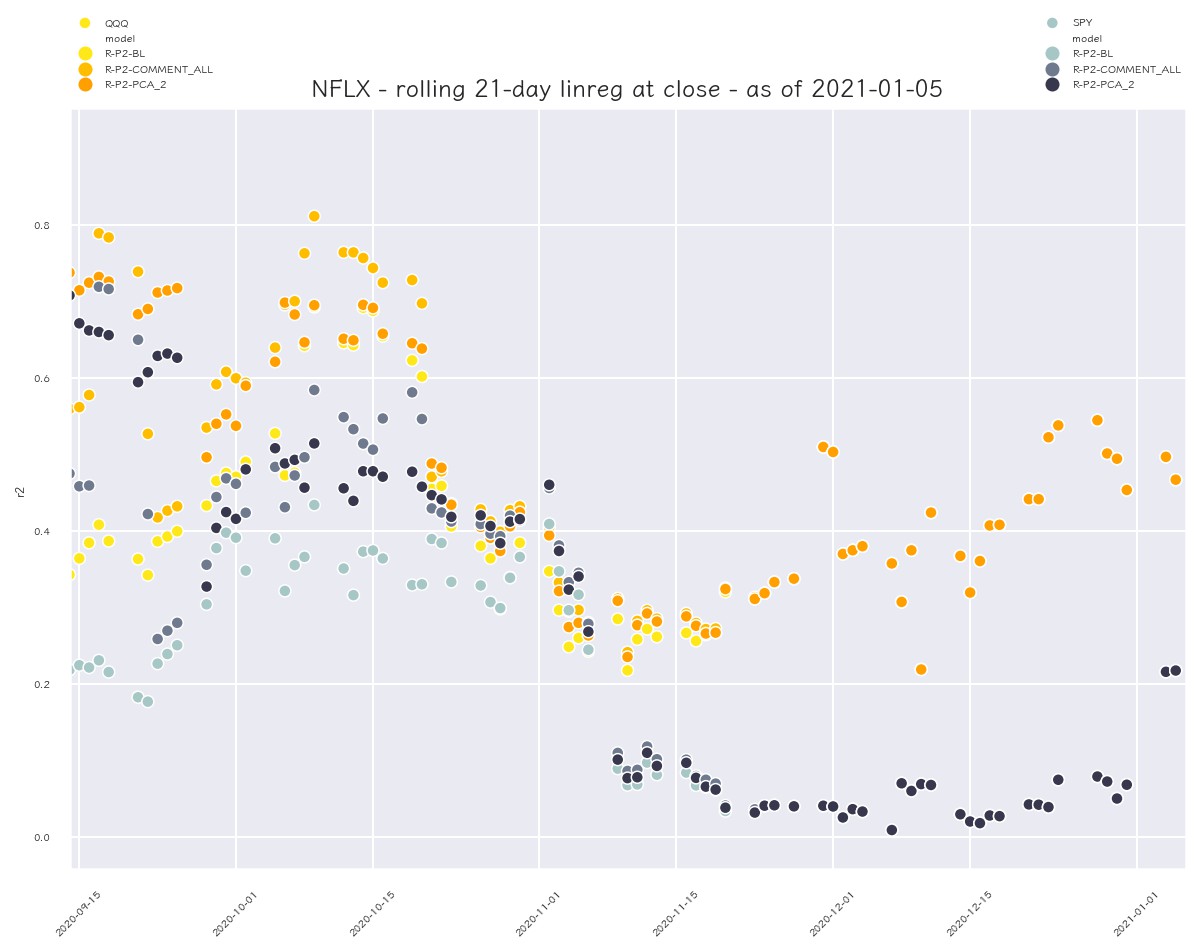 QQQ
model
R-P2-BL
R-P2-COMMENT_ALL
R-P2-PCA_2
SPY
model
R-P2-BL
R-P2-COMMENT_ALL
R-P2-PCA_2
NFLX - rolling 21-day linreg at close - as of 2021-01-05
r2
0.8
0.6
0.4
0.2
0.0
2020-09-15
2020-10-01
2020-10-15
2020-11-01
2020-11-15
2020-12-01
2020-12-15
2021-01-01